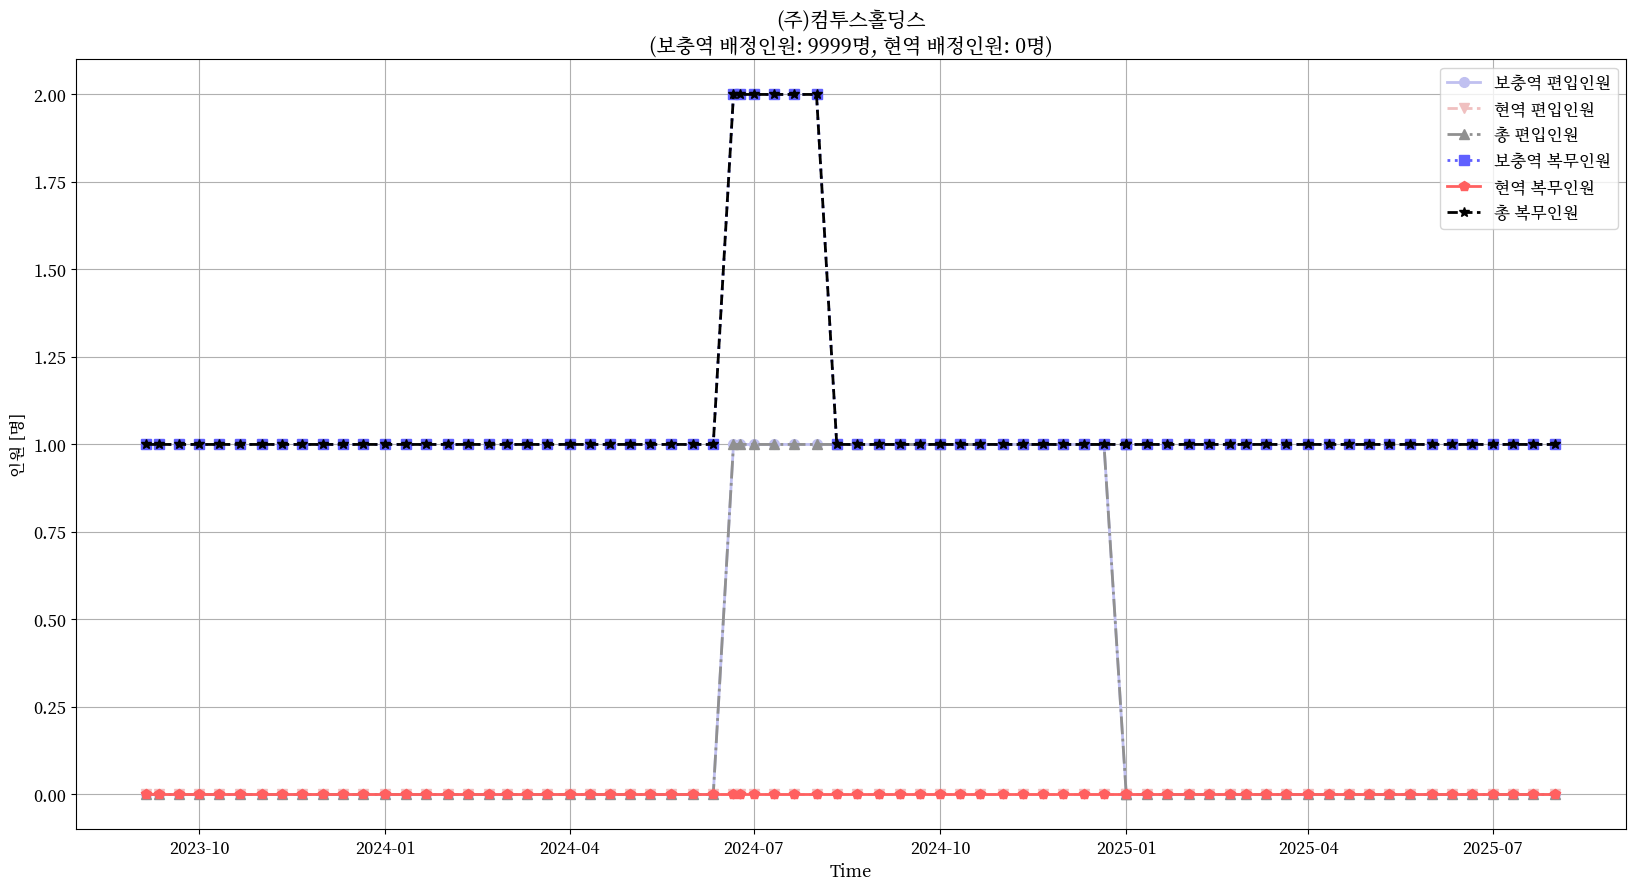 (주)컴투스홀딩스
(보충역 배정인원: 9999명, 현역 배정인원: 0명)
보충역 편입인원
현역 편입인원
총 편입인원
보충역 복무인원
현역 복무인원
총 복무인원
인원 [명]
2.00
1.75
1.50
1.25
1.00
0.75
0.50
0.25
0.00
2023-10 2024-01 2024-04 2024-07 2024-10 2025-01 2025-04 2025-07
Time